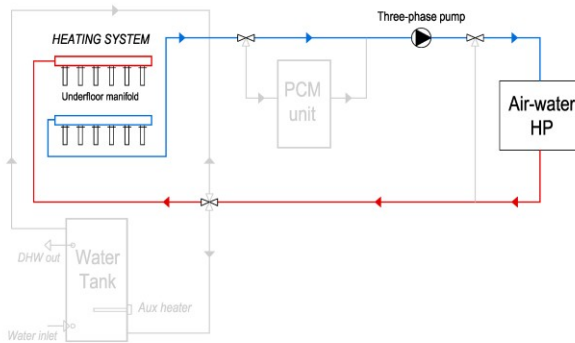 Three-phase pump
HEATING SYSTEM
Underfloor manifold
PCM
unit
Air-water
HP
Water
Tank
DHW out
Aux heater
Water inlet